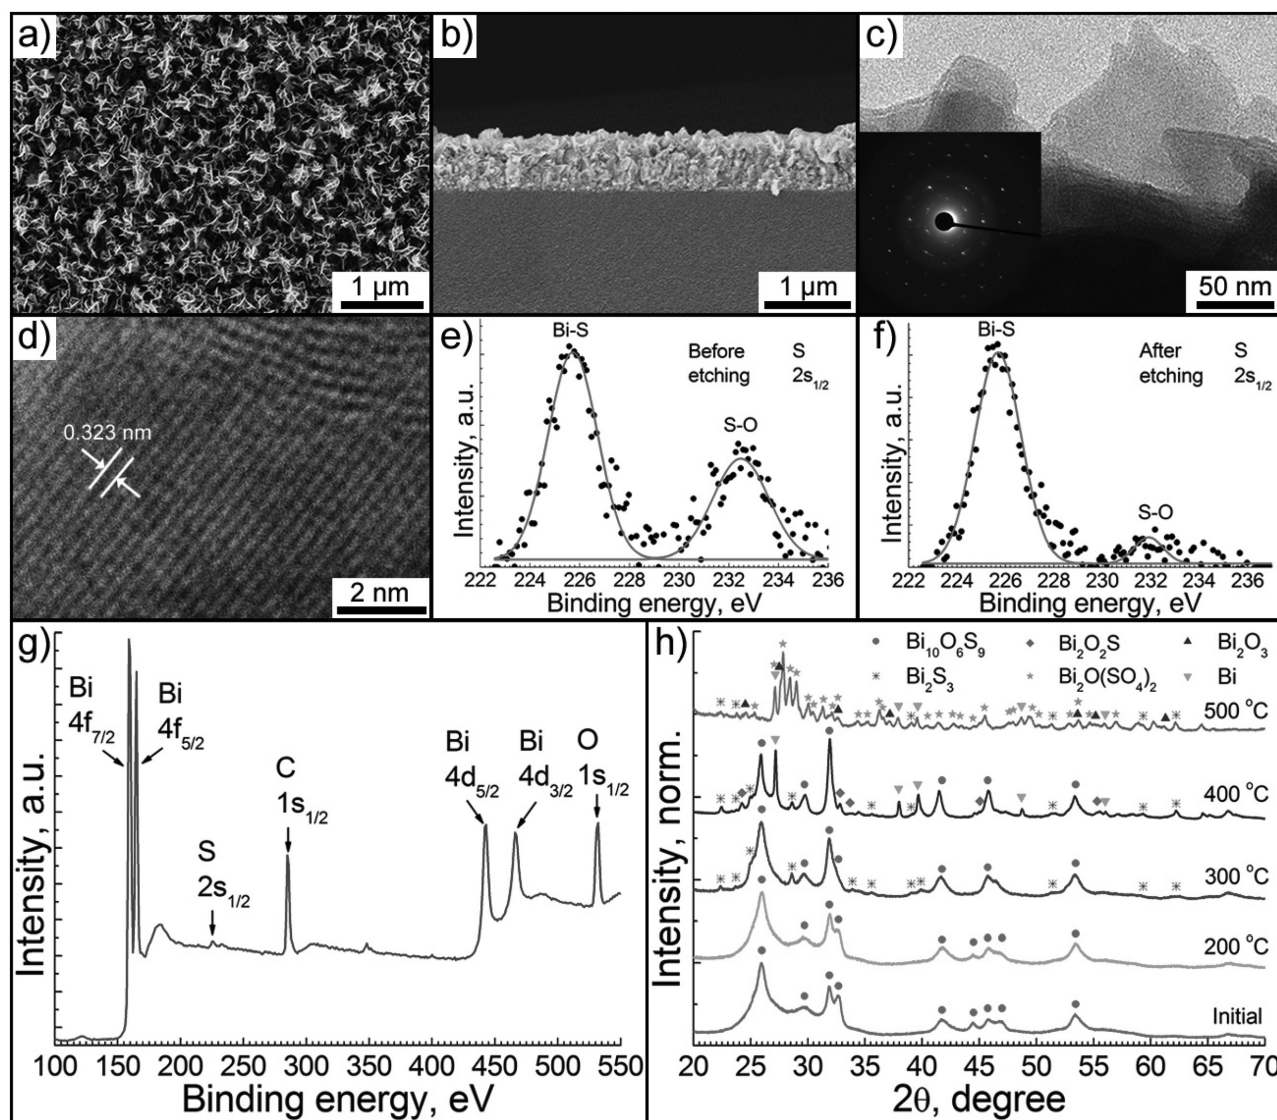 a)
1 µm
b)
1 µm
c)
50 nm
d)
0.323 nm
2 nm
e)
Bi-S
Before
etching
S
2s1/2
S-O
Intensity, a.u.
222 224 226 228 230 232 234 236
Binding energy, eV
f)
Bi-S
After
etching
S
2s1/2
S-O
Intensity, a.u.
222 224 226 228 230 232 234 236
Binding energy, eV
g)
Bi
4f7/2
Bi
4f5/2
S
2s1/2
C
1s1/2
Bi
4d5/2
Bi
4d3/2
O
1s1/2
Intensity, a.u.
100 150 200 250 300 350 400 450 500 550
Binding energy, eV
h)
Bi10O6S9
Bi2O2S
Bi2O3
Bi2S3
Bi2O(SO4)2
Bi
500 °C
400 °C
300 °C
200 °C
Initial
Intensity, norm.
20 25 30 35 40 45 50 55 60 65 70
2θ, degree